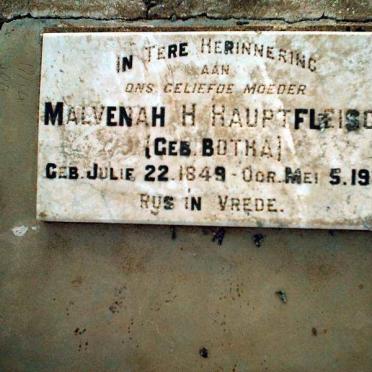 IN TERE HERINNERING
AAN
ONS GELIEFDE MOEDER
MALVENAH H. HAUPTFLEISC
(GEB. BOTHA)
GEB. JULIE 22.1849 - OOR. MEI 5.19
RUS IN VREDE.